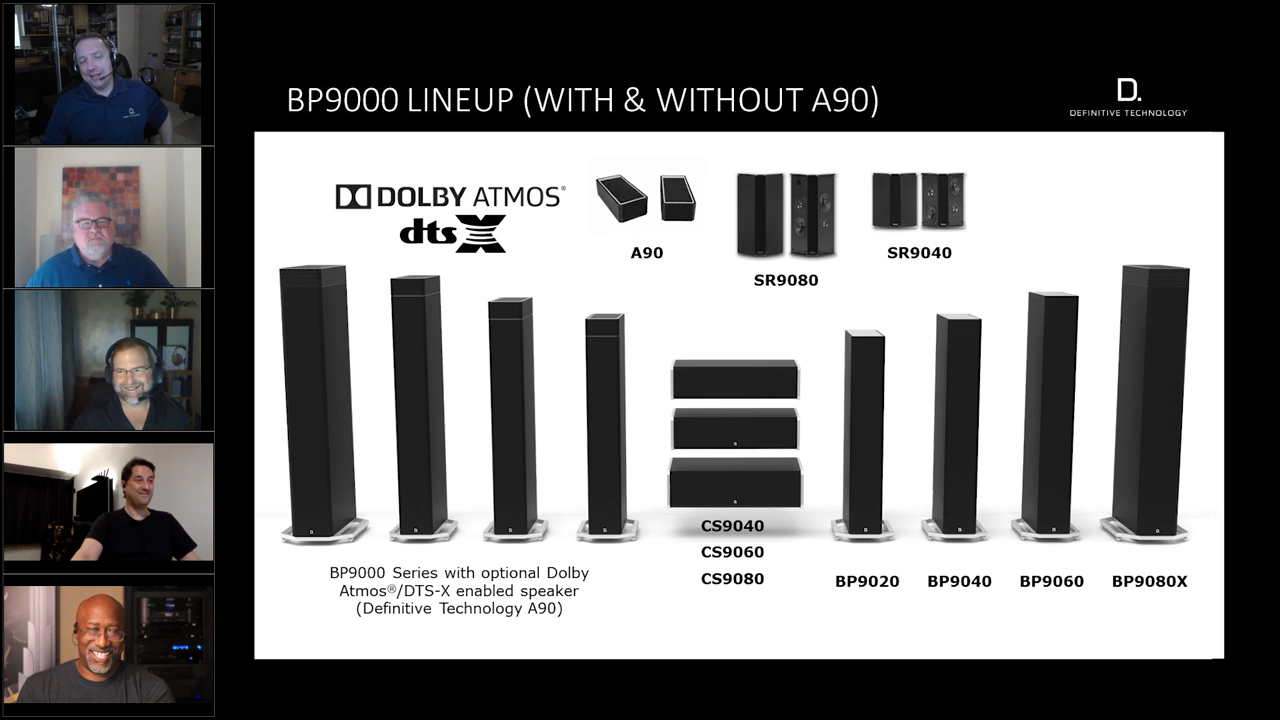 BP9000 LINEUP (WITH & WITHOUT A90)
D.
DEFINITIVE TECHNOLOGY
DOLBY ATMOS®
dts X
A90
SR9080
SR9040
CS9040
CS9060
CS9080
BP9000 Series with optional Dolby
Atmos®/DTS-X enabled speaker
(Definitive Technology A90)
BP9020
BP9040
BP9060
BP9080X